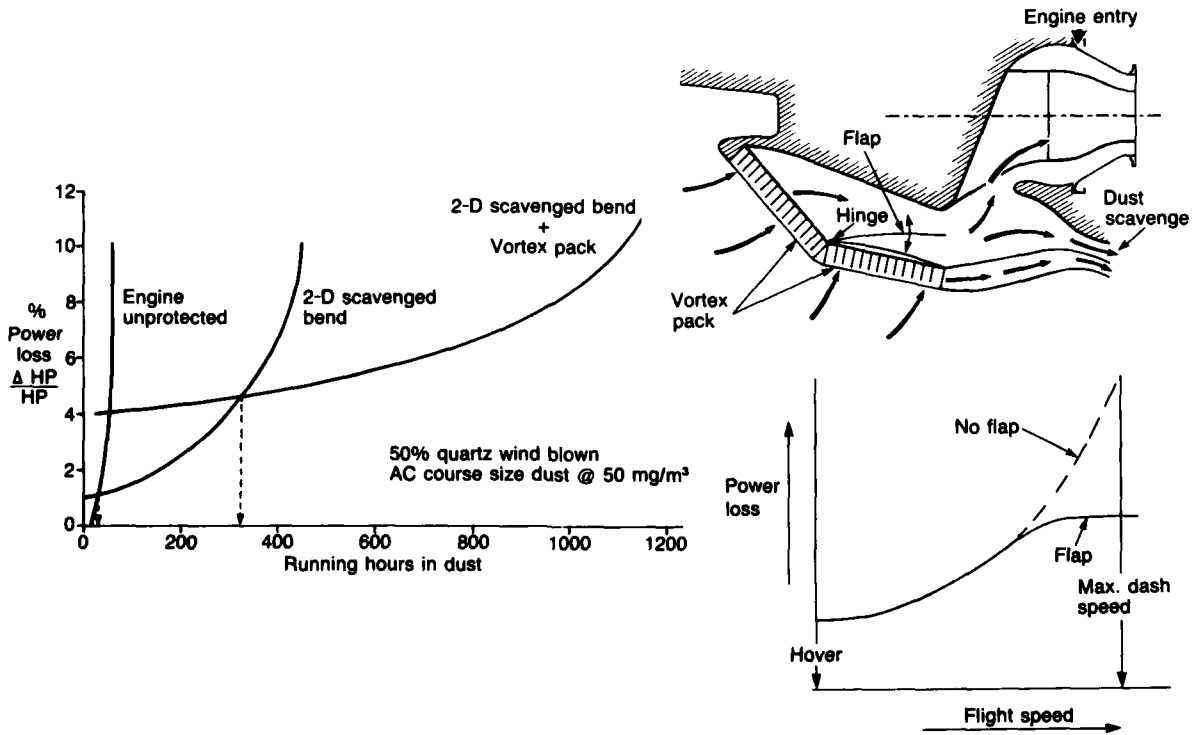 12
10
8
6
4
2
0
%
Power
loss
Δ HP
HP
Engine
unprotected
2-D scavenged
bend
2-D scavenged bend
+
Vortex pack
50% quartz wind blown
AC course size dust @ 50 mg/m³
0
200
400
600
800
1000
1200
Running hours in dust
Engine entry
Flap
Hinge
Dust
scavenge
Vortex
pack
Power
loss
No flap
Flap
Max. dash
speed
Hover
Flight speed